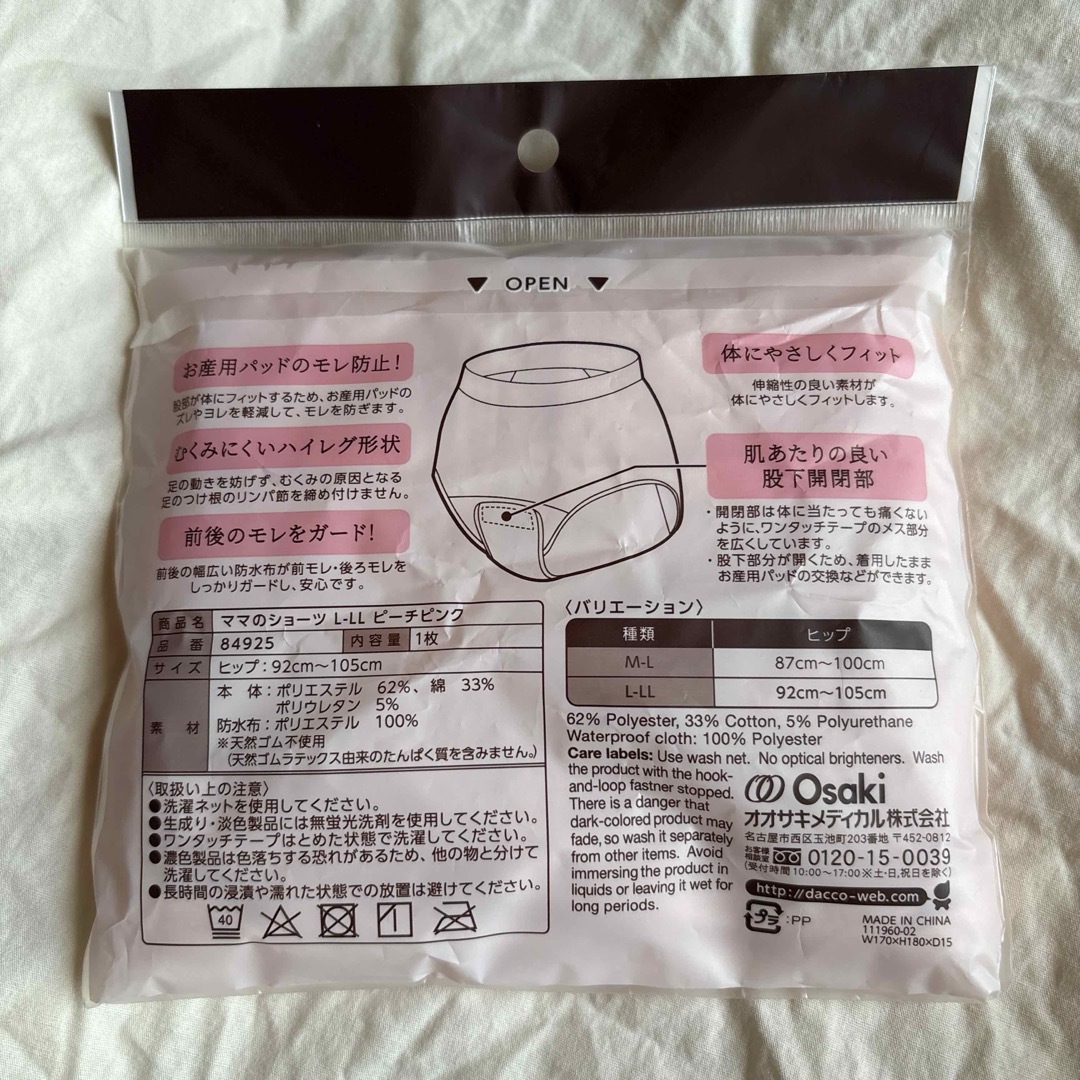 OPEN
お産用パッドのモレ防止!
股部が体にフィットするため、お産用パッドの
ズレやヨレを軽減して、モレを防ぎます。
むくみにくいハイレグ形状
足の動きを妨げず、むくみの原因となる
足のつけ根のリンパ節を締め付けません。
前後のモレをガード!
前後の幅広い防水布が前モレ・後ろモレを
しっかりガードし、安心です。
体にやさしくフィット
伸縮性の良い素材が
体にやさしくフィットします。
肌あたりの良い
股下開閉部
・開閉部は体に当たっても痛くない
ように、ワンタッチテープのメス部分
を広くしています。
・股下部分が開くため、着用したまま
お産用パッドの交換などができます。
商品名 ママのショーツ L-LL ピーチピンク
品番 84925 内容量 1枚
サイズ ヒップ:92cm〜105cm
素材 本体:ポリエステル 62%、綿 33%
ポリウレタン 5%
防水布:ポリエステル 100%
※天然ゴム不使用
(天然ゴムラテックス由来のたんぱく質を含みません。)
〈取扱い上の注意〉
●洗濯ネットを使用してください。
●生成り・淡色製品には無蛍光洗剤を使用してください。
●ワンタッチテープはとめた状態で洗濯してください。
●濃色製品は色落ちする恐れがあるため、他の物と分けて
洗濯してください。
●長時間の浸漬や濡れた状態での放置は避けてください。
40
〈バリエーション〉
種類 ヒップ
M-L 87cm〜100cm
L-LL 92cm〜105cm
62% Polyester, 33% Cotton, 5% Polyurethane
Waterproof cloth: 100% Polyester
Care labels: Use wash net. No optical brighteners. Wash
the product with the hook-
and-loop fastner stopped.
There is a danger that
dark-colored product may
fade, so wash it separately
from other items. Avoid
immersing the product in
liquids or leaving it wet for
long periods.
Osaki
オオサキメディカル株式会社
名古屋市西区玉池町203番地 〒452-0812
お客様相談室 0120-15-0039
(受付時間 10:00〜17:00 ※土・日,祝日を除く)
http://dacco-web.com
プラ :PP
MADE IN CHINA
111960-02
W170×H180×D15